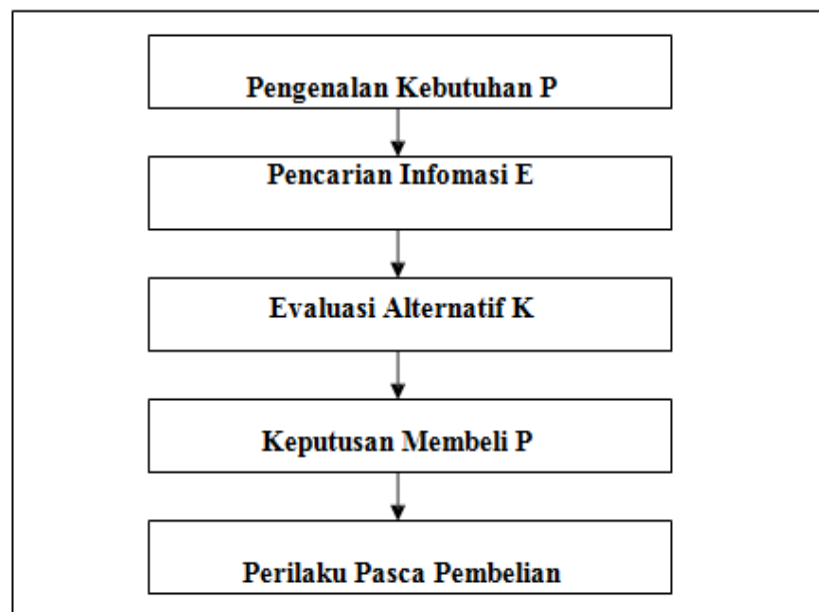 Pengenalan Kebutuhan P
Pencarian Infomasi E
Evaluasi Alternatif K
Keputusan Membeli P
Perilaku Pasca Pembelian